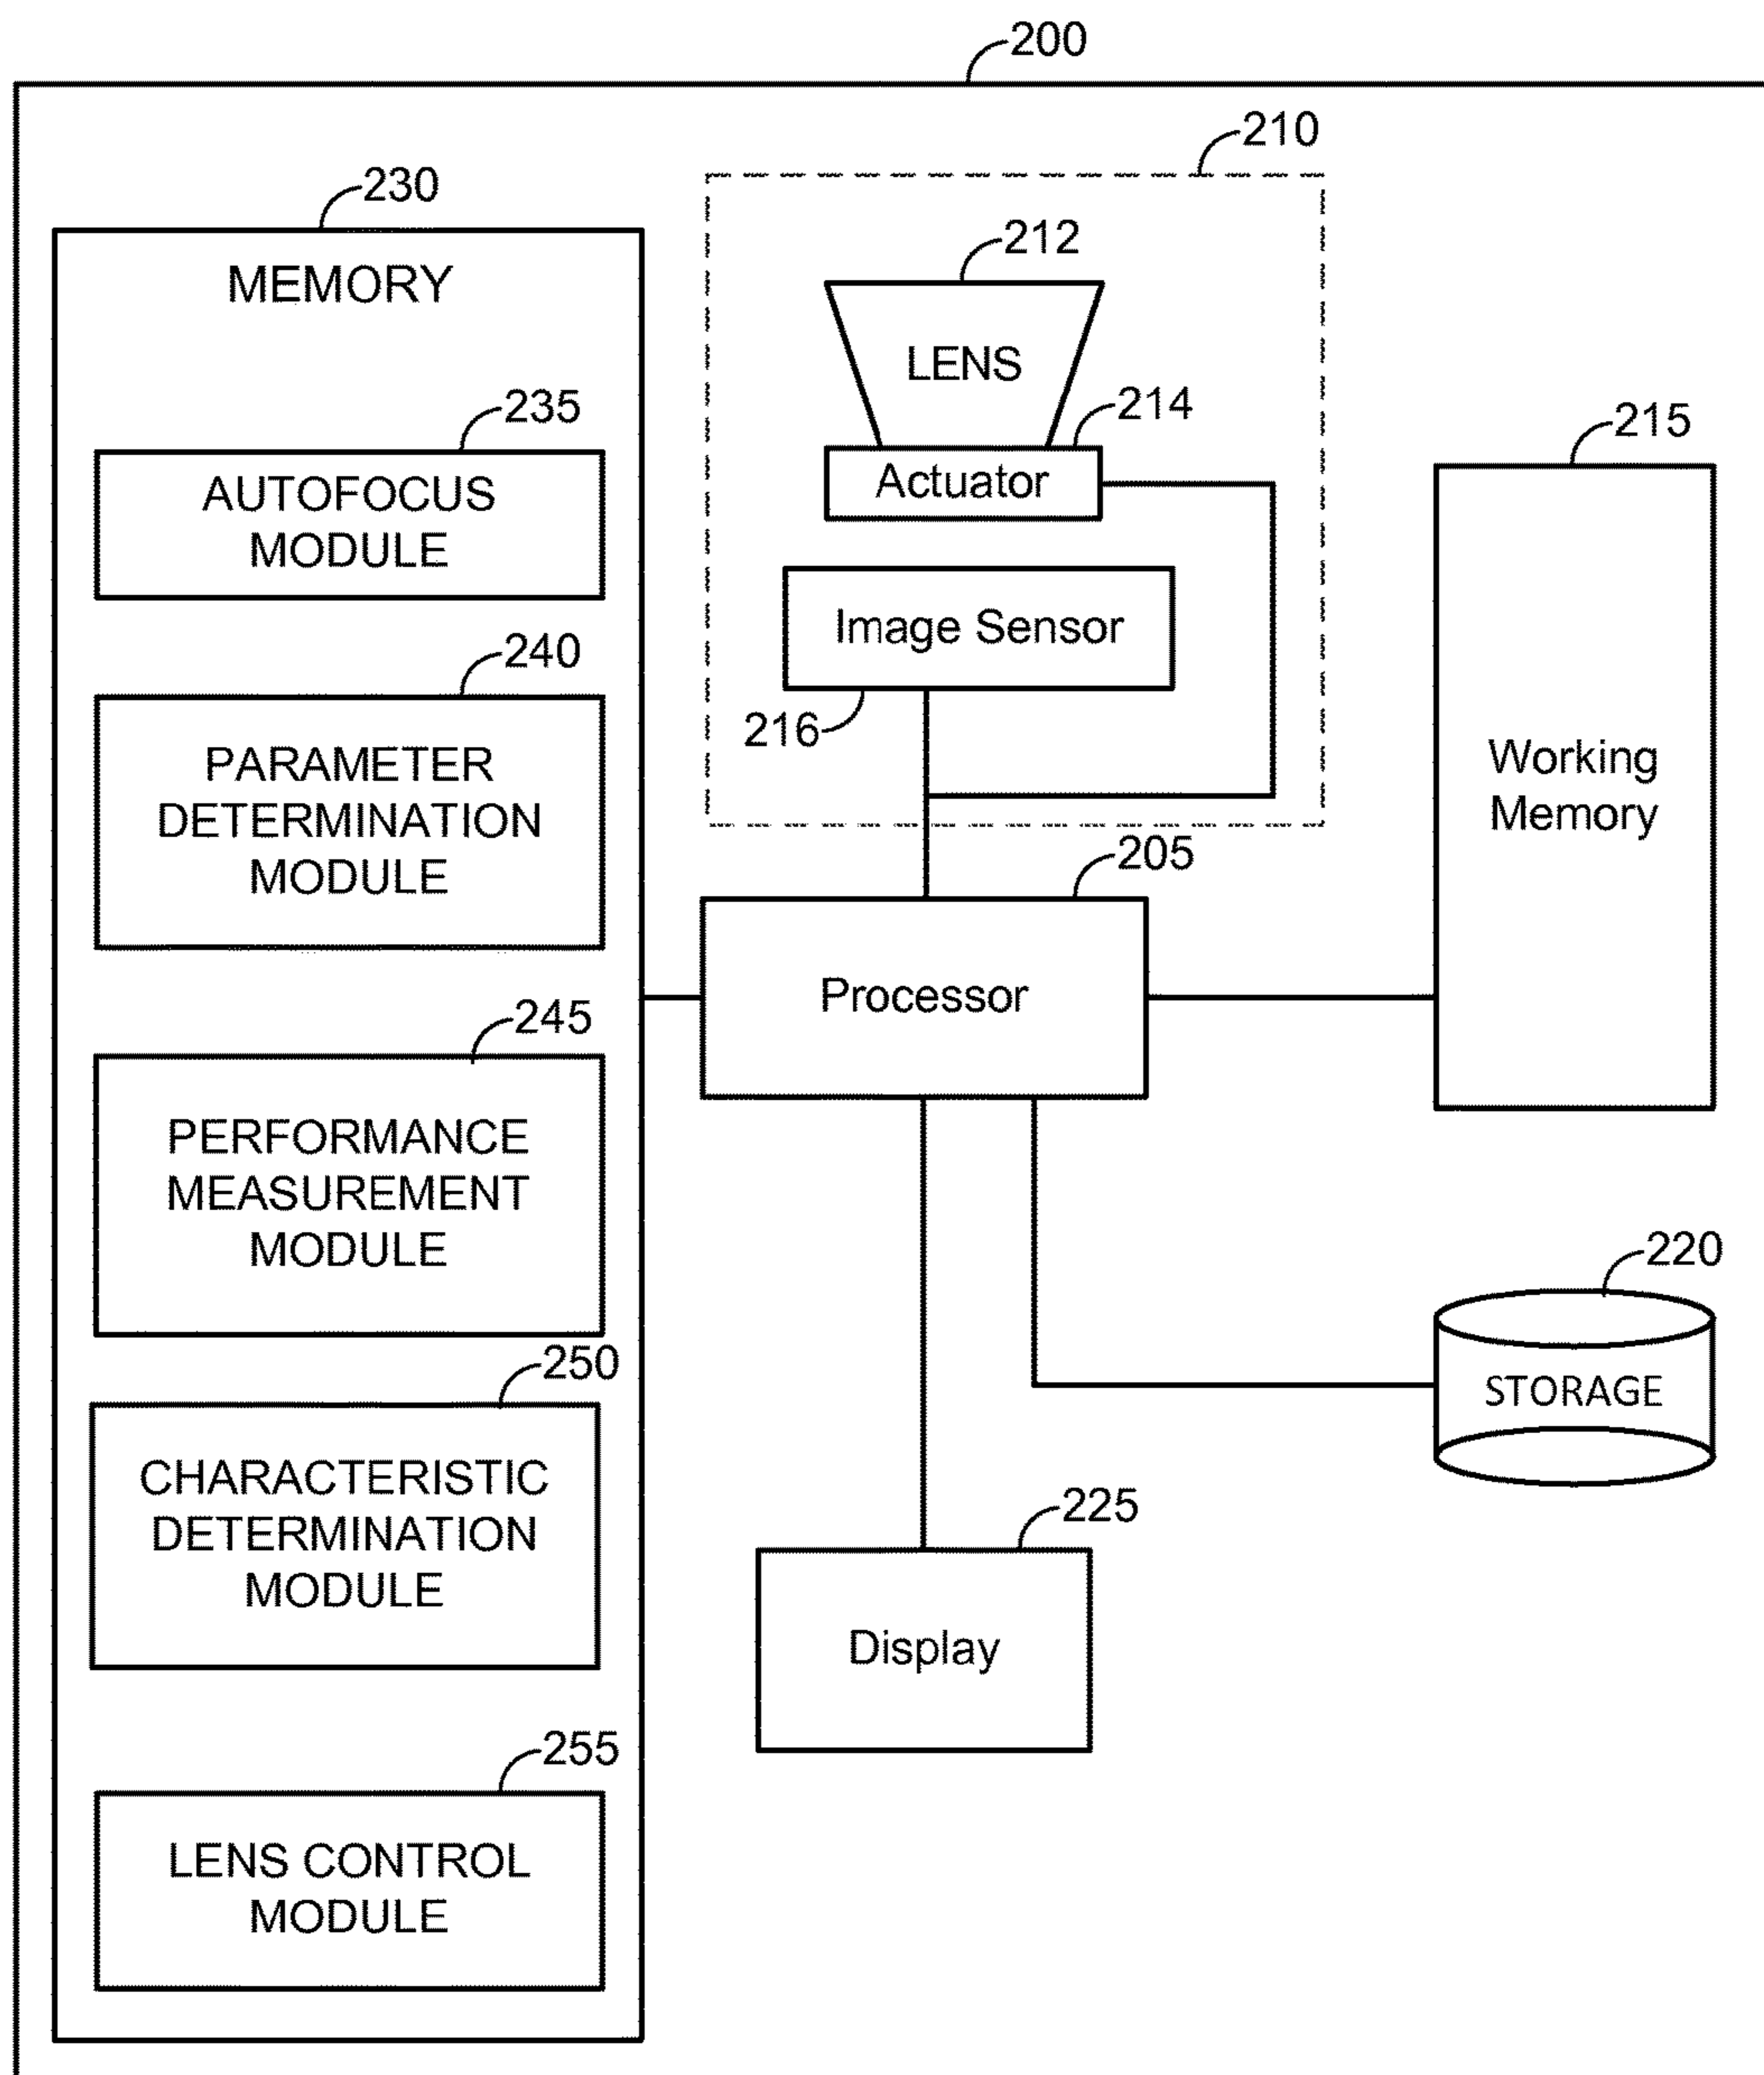 200
210
230
MEMORY
212
LENS
235
AUTOFOCUS
MODULE
214
Actuator
215
Image Sensor
216
240
PARAMETER
DETERMINATION
MODULE
Working
Memory
205
Processor
245
PERFORMANCE
MEASUREMENT
MODULE
220
STORAGE
250
CHARACTERISTIC
DETERMINATION
MODULE
225
Display
255
LENS CONTROL
MODULE